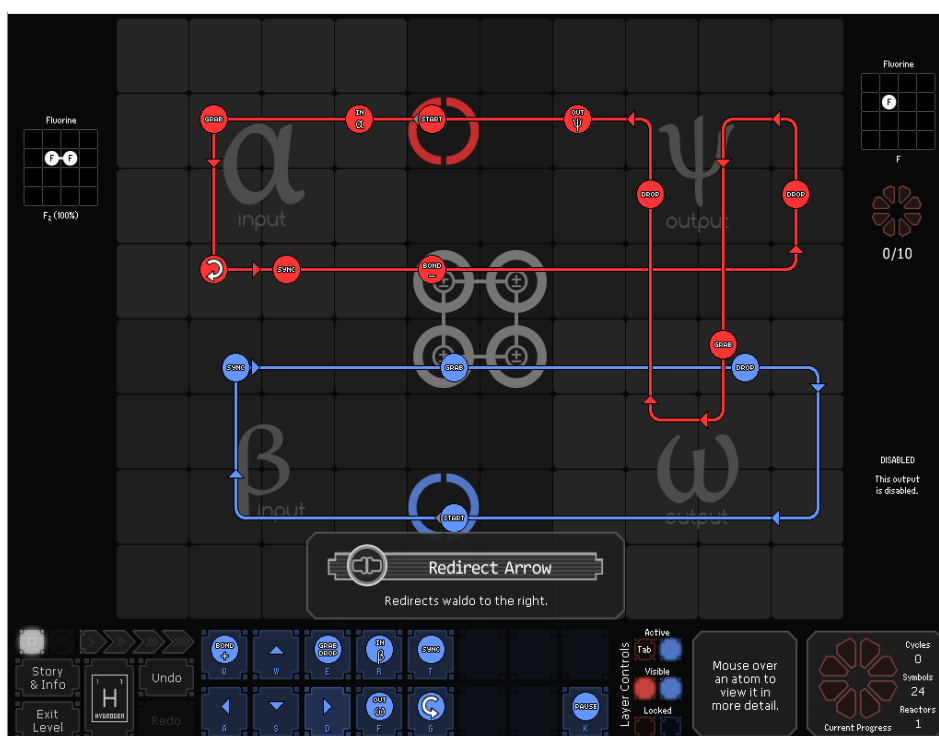 Fluorine
F F
F₂ (100%)
Fluorine
F
F
0/10
DISABLED
This output
is disabled.
α
input
β
input
ψ
output
ω
output
GRAB
IN
α
START
OUT
ψ
DROP
DROP
SYNC
BOND
−
GRAB
SYNC
GRAB
DROP
START
±
±
±
±
Redirect Arrow
Redirects waldo to the right.
Story
& Info
Exit
Level
1
H
HYDROGEN
Undo
Redo
BOND
+
Q
W
GRAB
DROP
E
IN
β
R
SYNC
T
A
S
D
OUT
ω
F
G
PAUSE
K
Layer Controls
Active
Tab
Visible
Locked
Mouse over
an atom to
view it in
more detail.
Cycles
0
Symbols
24
Reactors
1
Current Progress